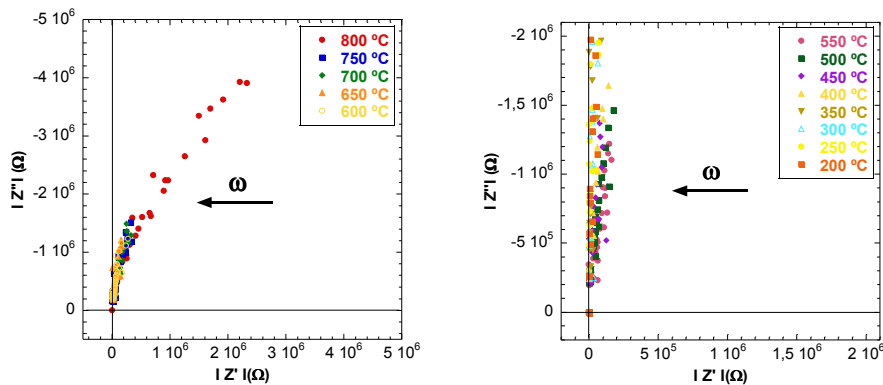 -5 10⁶
-4 10⁶
-3 10⁶
-2 10⁶
-1 10⁶
0
I Z''I (Ω)
800 ºC
750 ºC
700 ºC
650 ºC
600 ºC
ω
0 1 10⁶ 2 10⁶ 3 10⁶ 4 10⁶ 5 10⁶
I Z' I(Ω)
-2 10⁶
-1,5 10⁶
-1 10⁶
-5 10⁵
0
I Z''I (Ω)
550 ºC
500 ºC
450 ºC
400 ºC
350 ºC
300 ºC
250 ºC
200 ºC
ω
0 5 10⁵ 1 10⁶ 1,5 10⁶ 2 10⁶
I Z' I(Ω)